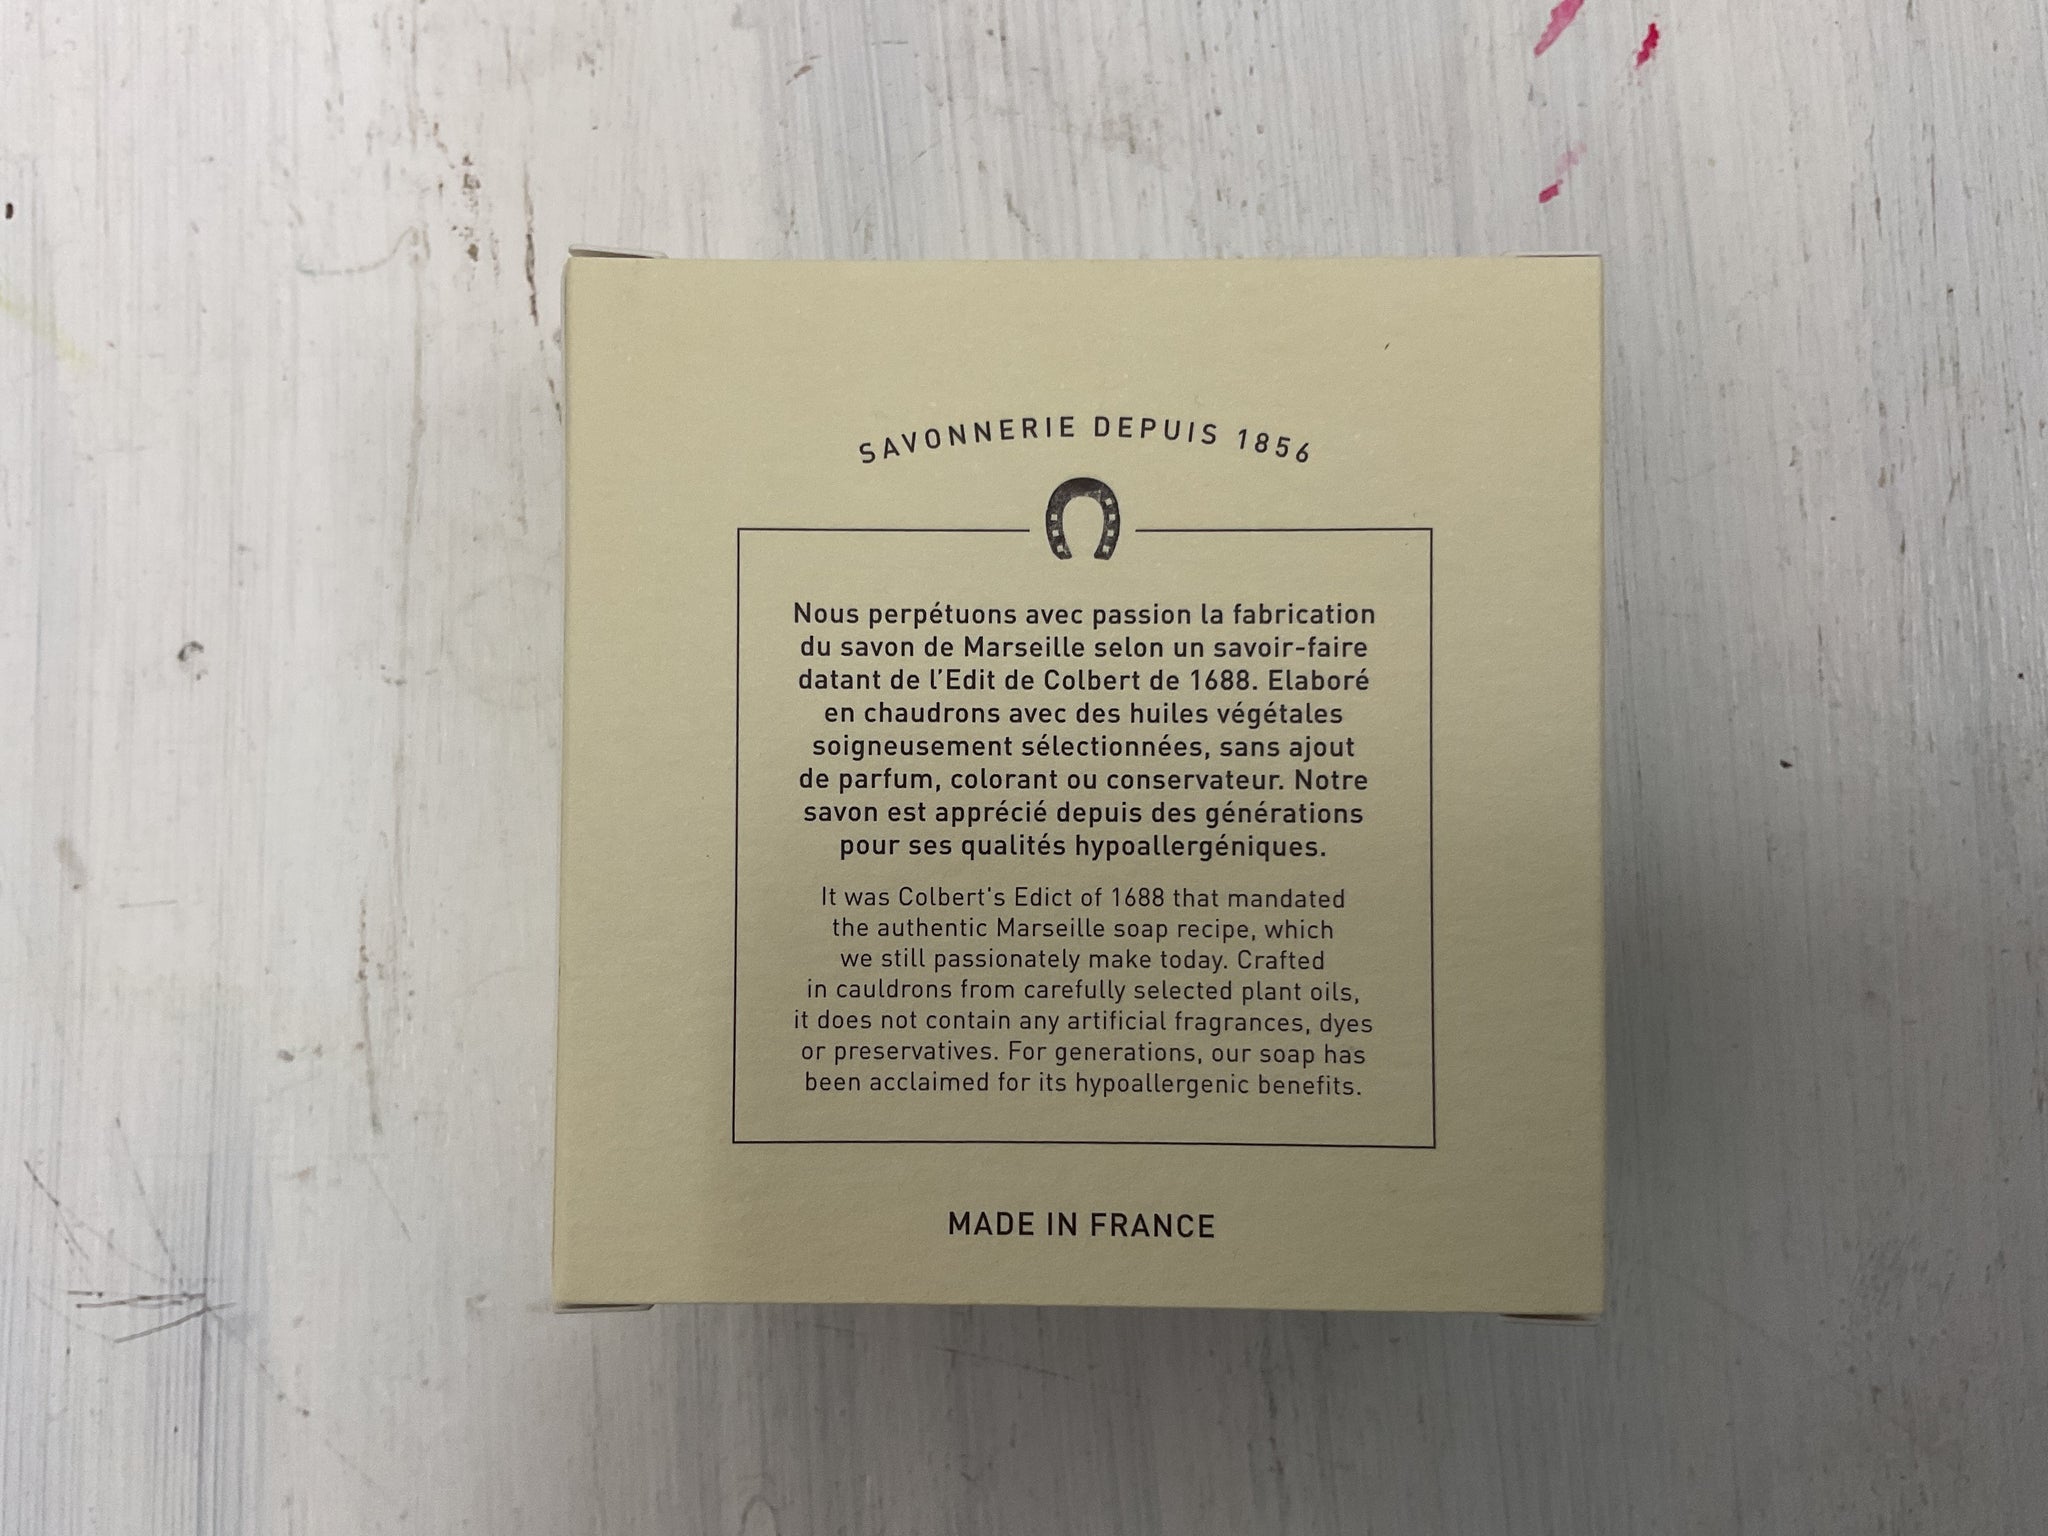 SAVONNERIE DEPUIS 1856
Nous perpétuons avec passion la fabrication
du savon de Marseille selon un savoir-faire
datant de l'Edit de Colbert de 1688. Elaboré
en chaudrons avec des huiles végétales
soigneusement sélectionnées, sans ajout
de parfum, colorant ou conservateur. Notre
savon est apprécié depuis des générations
pour ses qualités hypoallergéniques.
It was Colbert's Edict of 1688 that mandated
the authentic Marseille soap recipe, which
we still passionately make today. Crafted
in cauldrons from carefully selected plant oils,
it does not contain any artificial fragrances, dyes
or preservatives. For generations, our soap has
been acclaimed for its hypoallergenic benefits.
MADE IN FRANCE